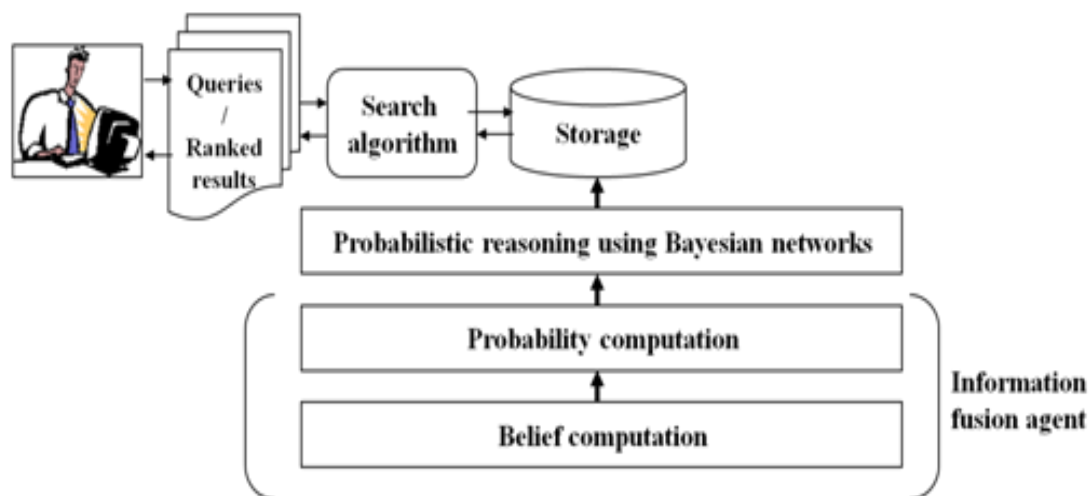 Queries
/
Ranked
results
Search
algorithm
Storage
Probabilistic reasoning using Bayesian networks
Probability computation
Belief computation
Information
fusion agent